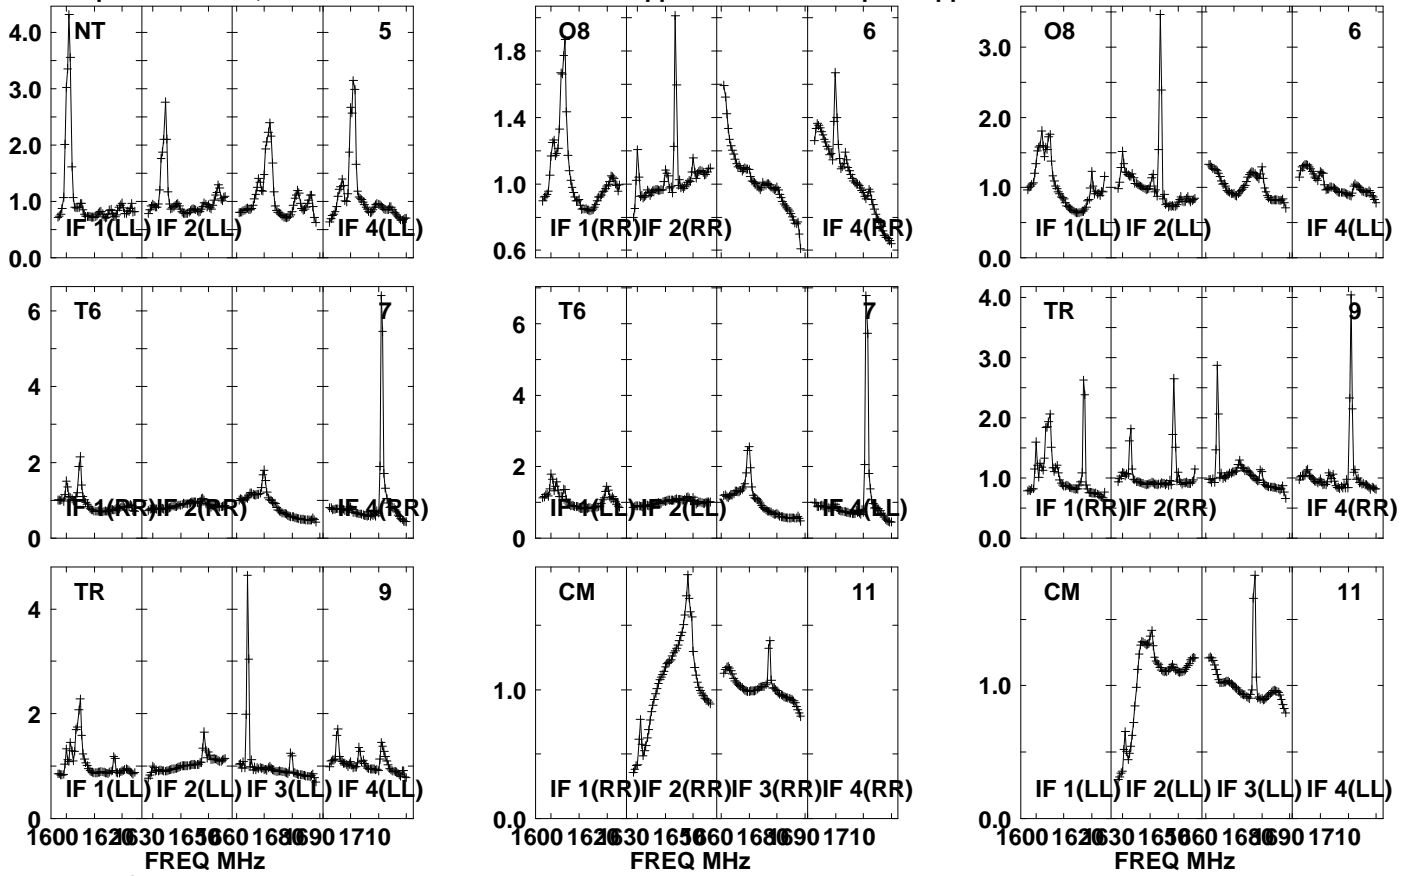 NT 5 O8 6 O8 6
4.0 3.0 2.0 1.0 0.0
1.8 1.4 1.0 0.6
3.0 2.0 1.0 0.0
IF 1(LL) IF 2(LL) IF 4(LL) IF 1(RR) IF 2(RR) IF 4(RR) IF 1(LL) IF 2(LL) IF 4(LL)
T6 7 T6 7 TR 9
6 4 2 0
6 4 2 0
4.0 3.0 2.0 1.0 0.0
IF 1(RR) IF 2(RR) IF 4(RR) IF 1(LL) IF 2(LL) IF 4(LL) IF 1(RR) IF 2(RR) IF 4(RR)
TR 9 CM 11 CM 11
4 2 0
1.0 0.0
1.0 0.0
IF 1(LL) IF 2(LL) IF 3(LL) IF 4(LL) IF 1(RR) IF 2(RR) IF 3(RR) IF 4(RR) IF 1(LL) IF 2(LL) IF 3(LL) IF 4(LL)
1600 1620 1630 1650 1660 1680 1690 1710 1600 1620 1630 1650 1660 1680 1690 1710 1600 1620 1630 1650 1660 1680 1690 1710
FREQ MHz FREQ MHz FREQ MHz